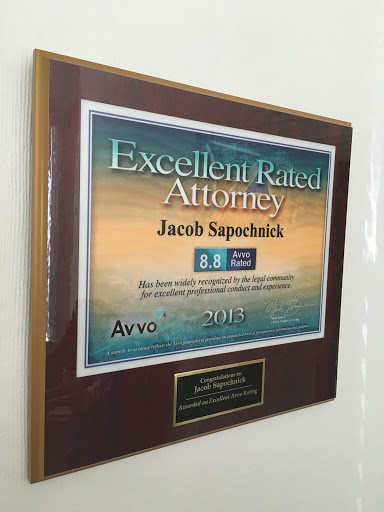 Excellent Rated
Attorney
Jacob Sapochnick
8.8 Avvo Rated
Has been widely recognized by the legal community
for excellent professional conduct and experience.
Avvo 2013
Congratulations to:
Jacob Sapochnick
Awarded an Excellent Avvo Rating